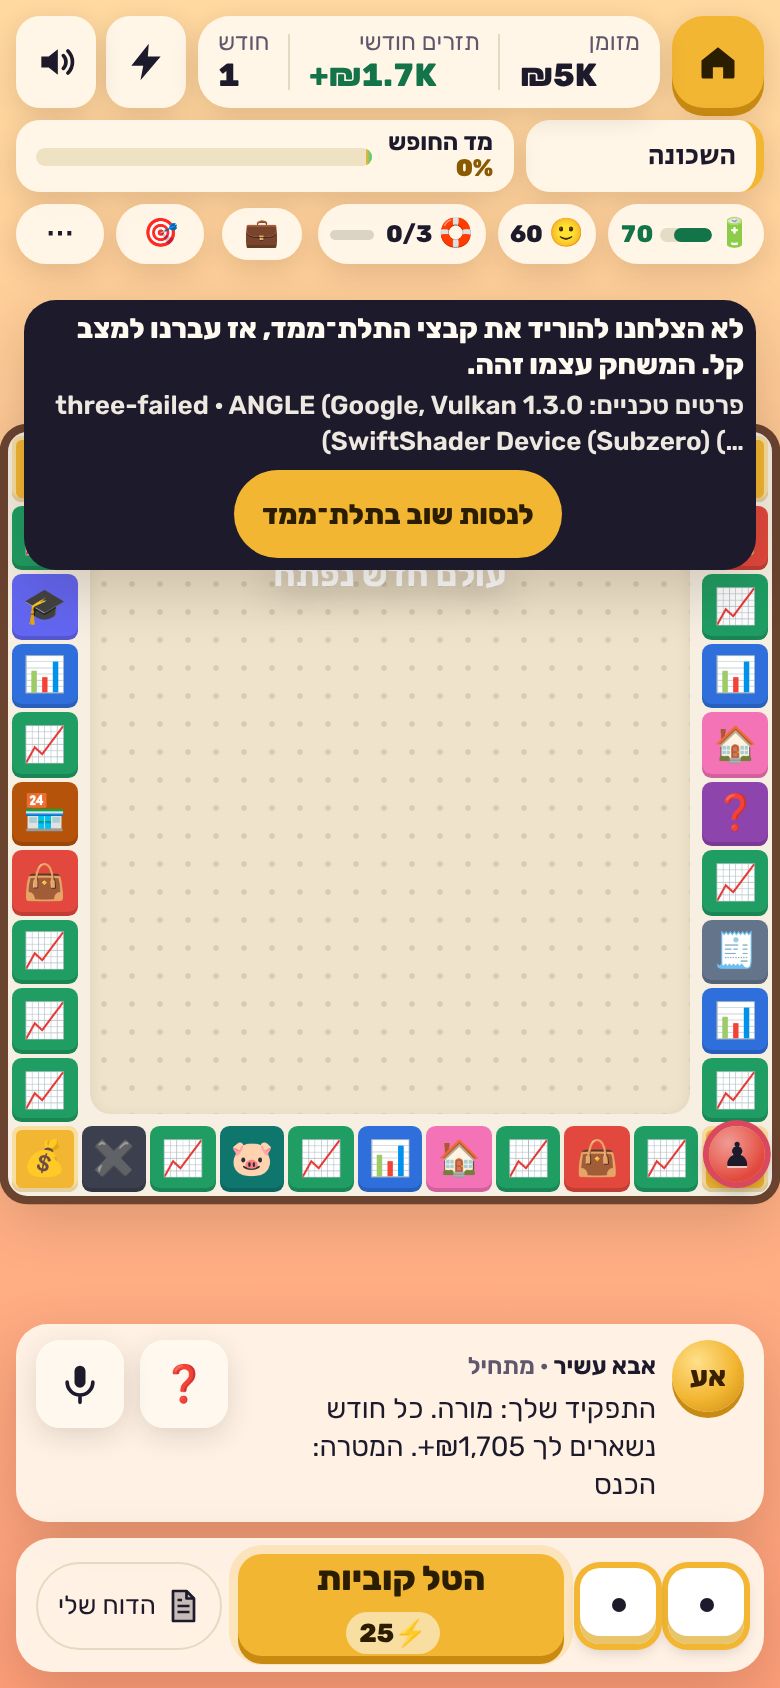 מזומן
₪5K
תזרים חודשי
+₪1.7K
חודש
1
השכונה
מד החופש
0%
70
60
0/3
...
לא הצלחנו להוריד את קבצי התלת־ממד, אז עברנו למצב
קל. המשחק עצמו זהה.
פרטים טכניים: three-failed • ANGLE (Google, Vulkan 1.3.0
(SwiftShader Device (Subzero) (…
לנסות שוב בתלת־ממד
עולם חדש נפתח
אבא עשיר • מתחיל
אע
התפקיד שלך: מורה. כל חודש
נשארים לך ₪1,705+. המטרה:
הכנס
הטל קוביות
⚡25
הדוח שלי